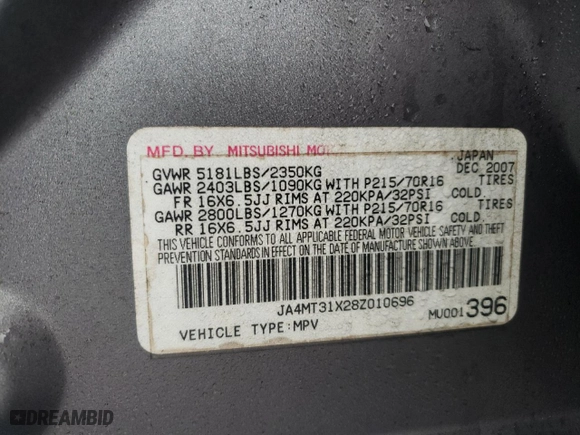 MFD. BY MITSUBISHI MO
JAPAN
GVWR 5181LBS/2350KG DEC 2007
GAWR 2403LBS/1090KG WITH P215/70R16 TIRES
FR 16X6.5JJ RIMS AT 220KPA/32PSI COLD.
GAWR 2800LBS/1270KG WITH P215/70R16 TIRES
RR 16X6.5JJ RIMS AT 220KPA/32PSI COLD.
THIS VEHICLE CONFORMS TO ALL APPLICABLE FEDERAL MOTOR VEHICLE SAFETY AND THEFT
PREVENTION STANDARDS IN EFFECT ON THE DATE OF MANUFACTURE SHOWN ABOVE.
JA4MT31X28Z010696
MU001396
VEHICLE TYPE:MPV
DREAMBID